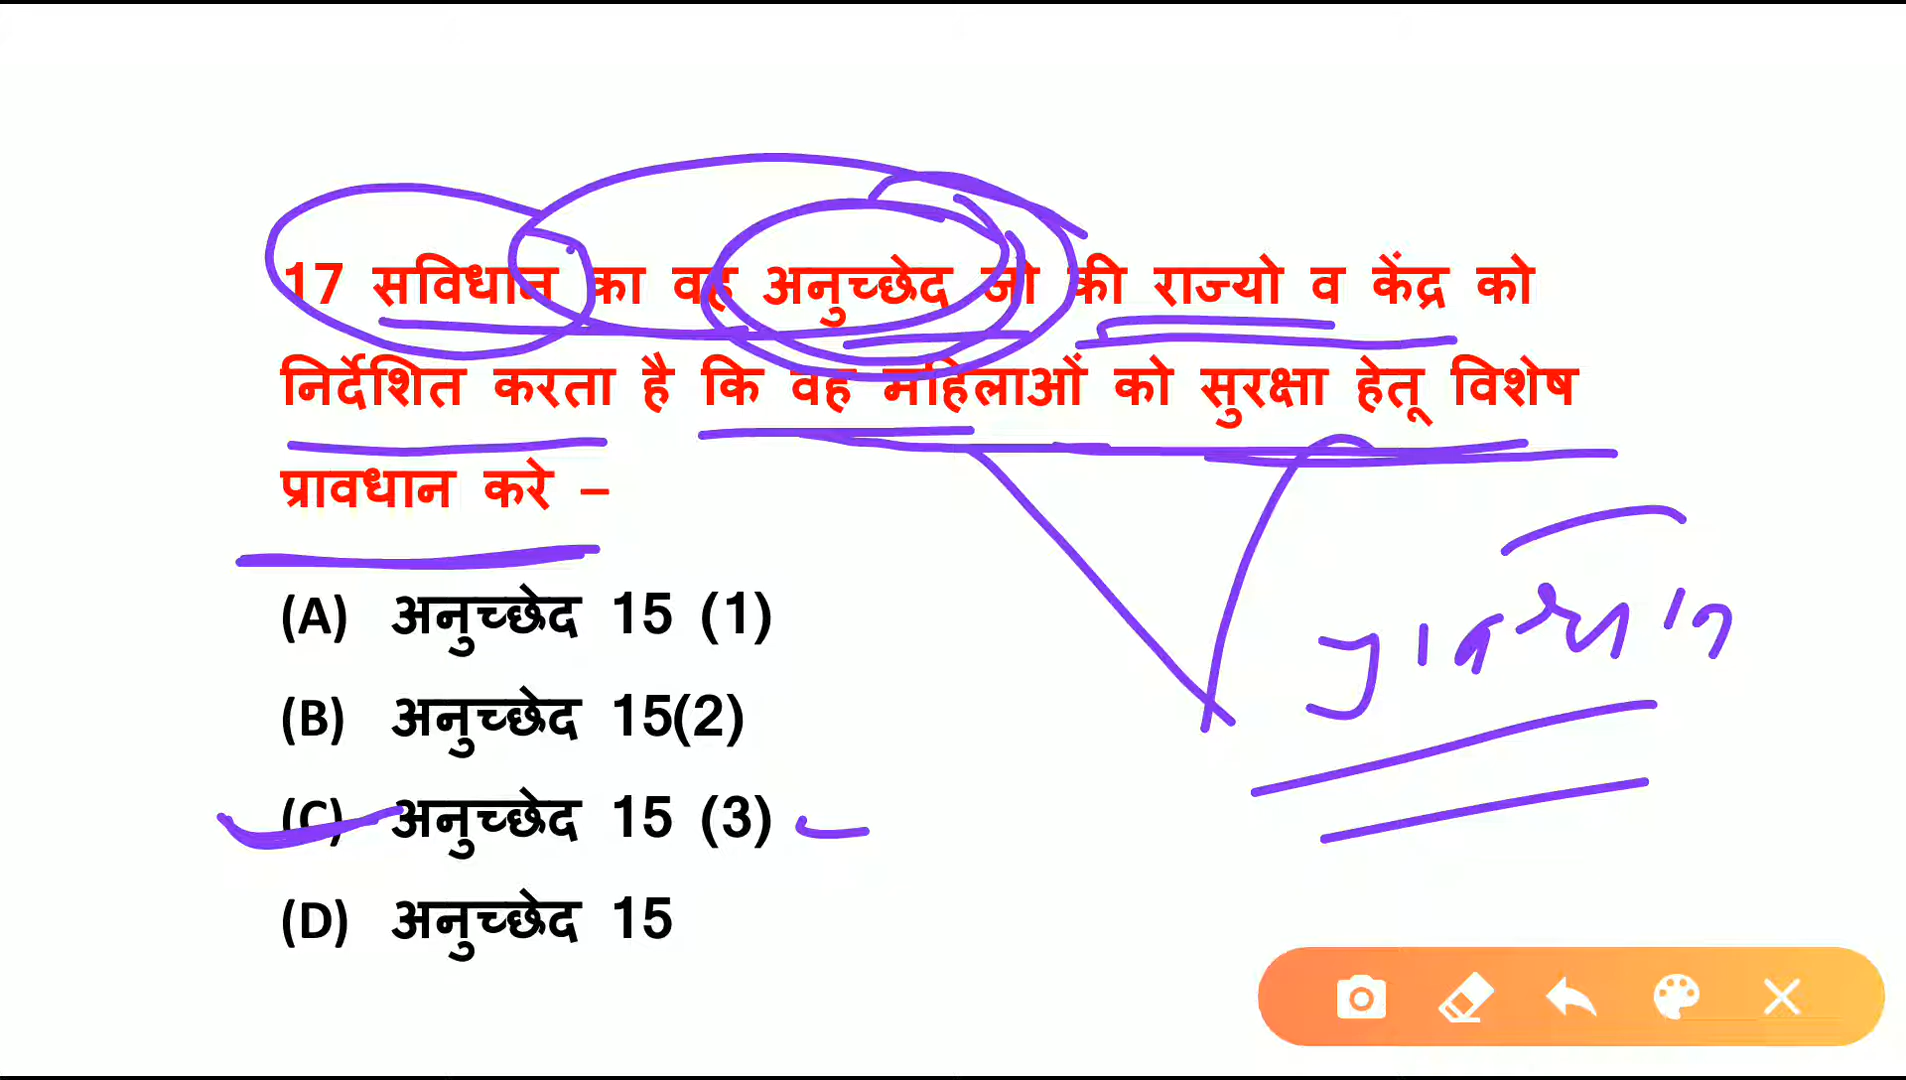 17 सविधान का वह अनुच्छेद जो की राज्यो व केंद्र को
निर्देशित करता है कि वह महिलाओं को सुरक्षा हेतू विशेष
प्रावधान करे –
(A) अनुच्छेद 15 (1)
(B) अनुच्छेद 15(2)
(C) अनुच्छेद 15 (3)
(D) अनुच्छेद 15